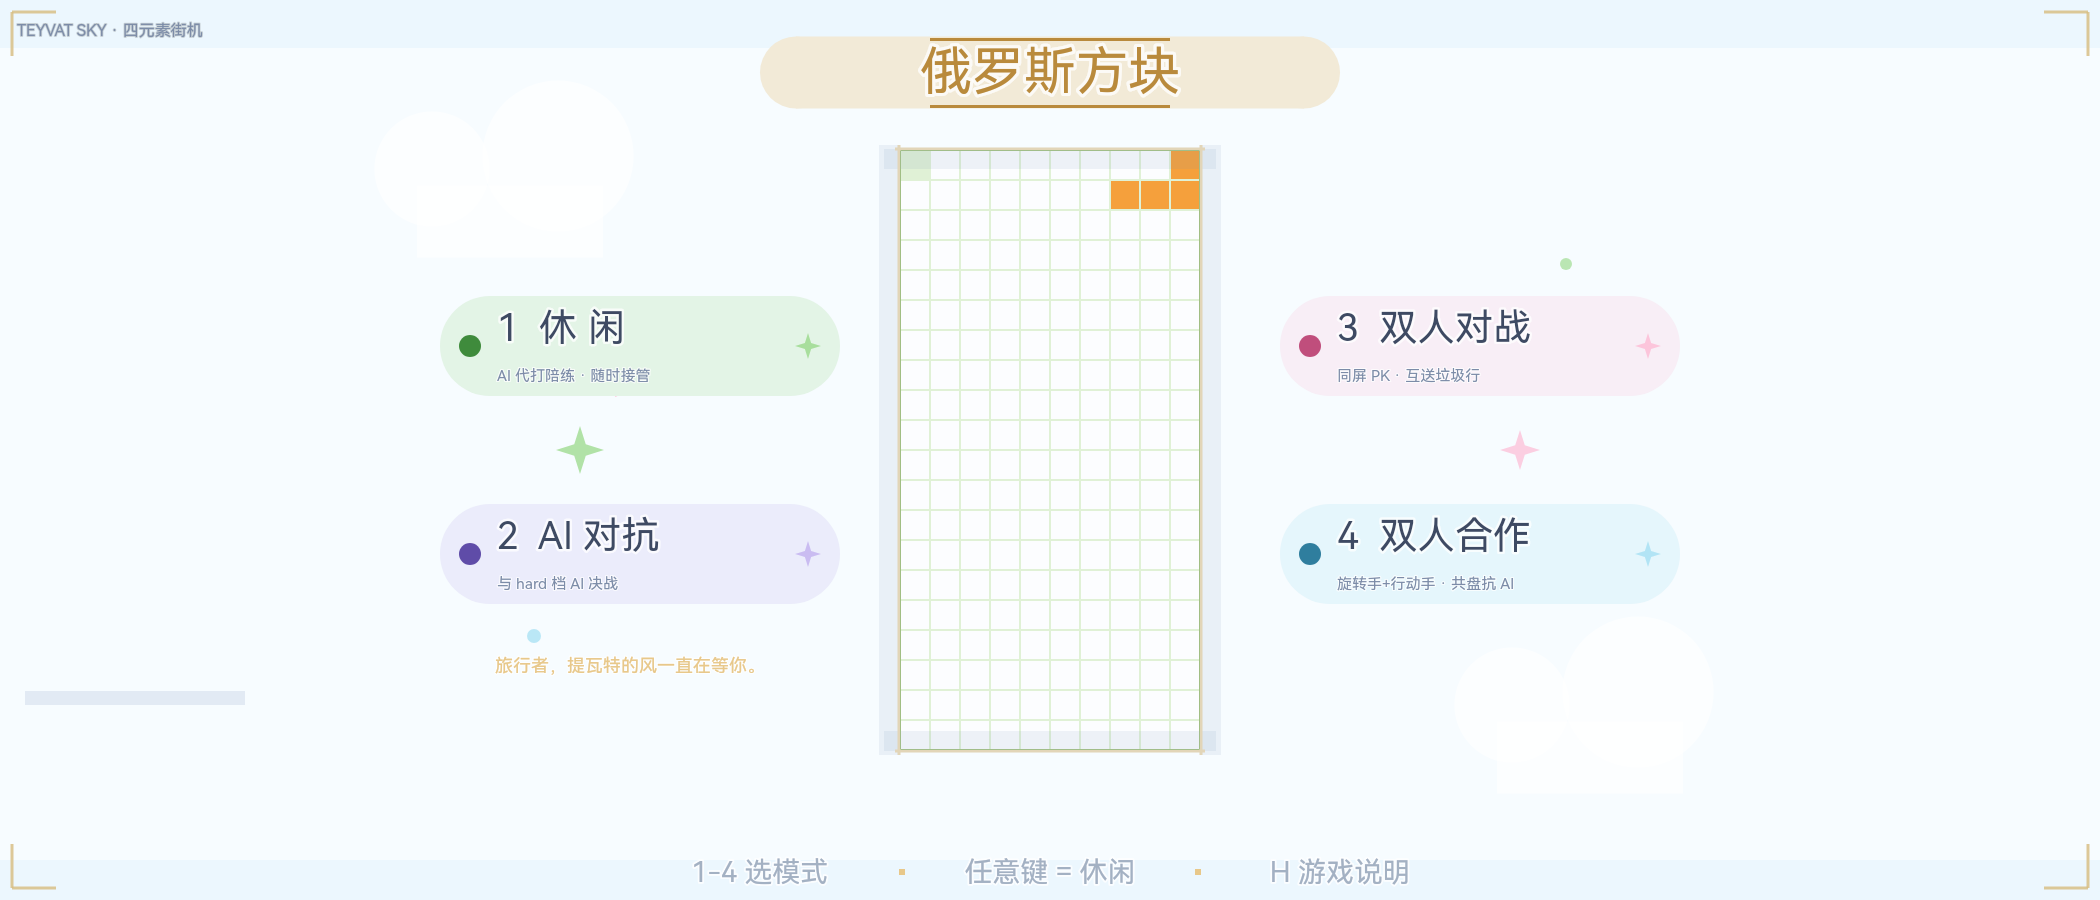 TEYVAT SKY · 四元素街机
俄罗斯方块
1 休 闲
AI 代打陪练 · 随时接管
2 AI 对抗
与 hard 档 AI 决战
旅行者，提瓦特的风一直在等你。
3 双人对战
同屏 PK · 互送垃圾行
4 双人合作
旋转手+行动手 · 共盘抗 AI
1-4 选模式 · 任意键 = 休闲 · H 游戏说明